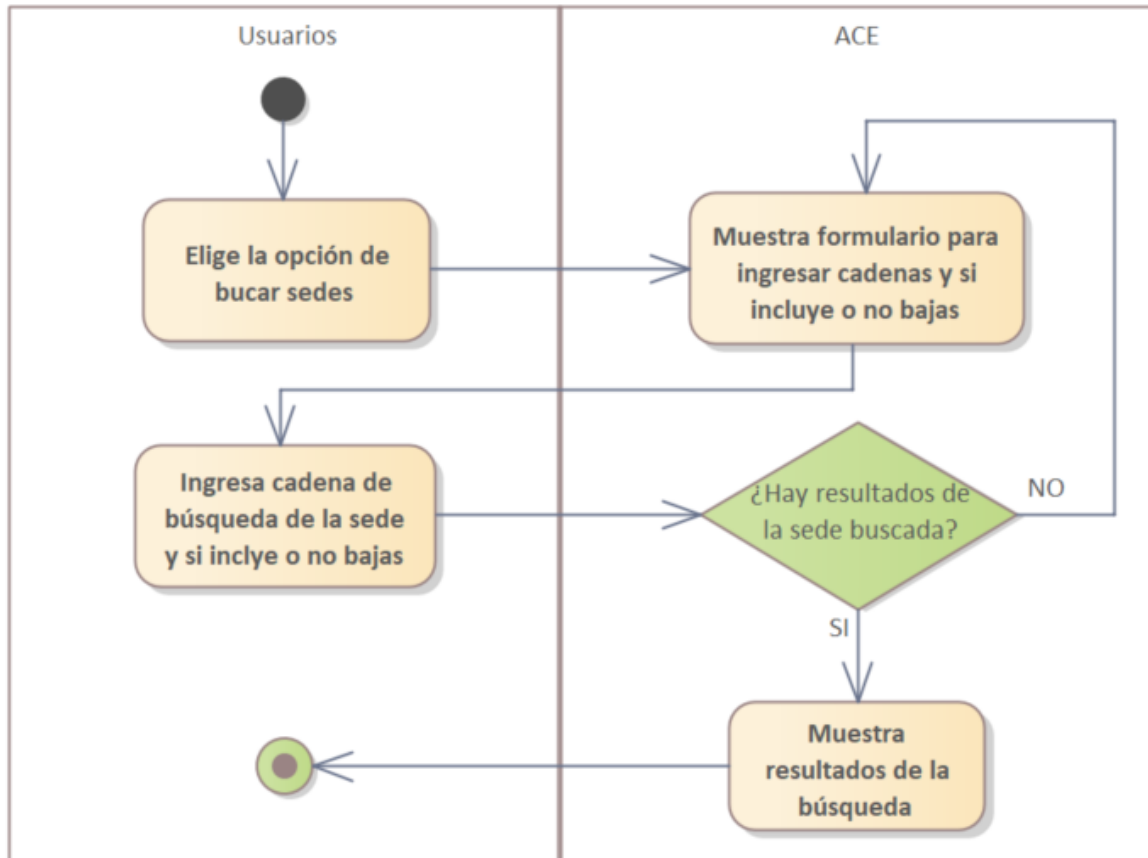 Usuarios
ACE
Elige la opción de
bucar sedes
Muestra formulario para
ingresar cadenas y si
incluye o no bajas
Ingresa cadena de
búsqueda de la sede
y si inclye o no bajas
¿Hay resultados de
la sede buscada?
NO
SI
Muestra
resultados de la
búsqueda